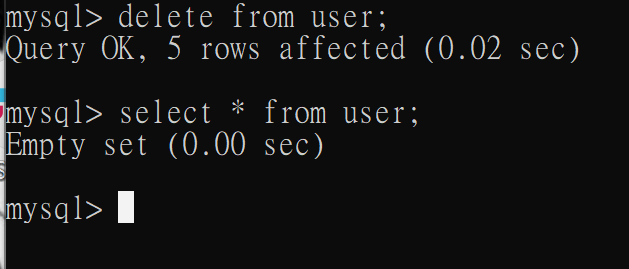 mysql> delete from user;
Query OK, 5 rows affected (0.02 sec)
mysql> select * from user;
Empty set (0.00 sec)
mysql>